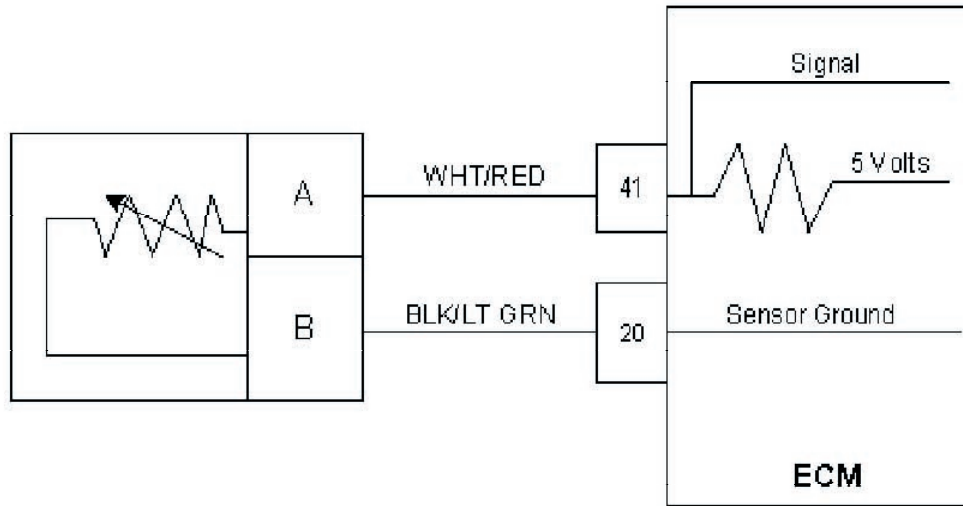 Signal
5 Volts
A
WHT/RED
41
B
BLK/LT GRN
20
Sensor Ground
ECM